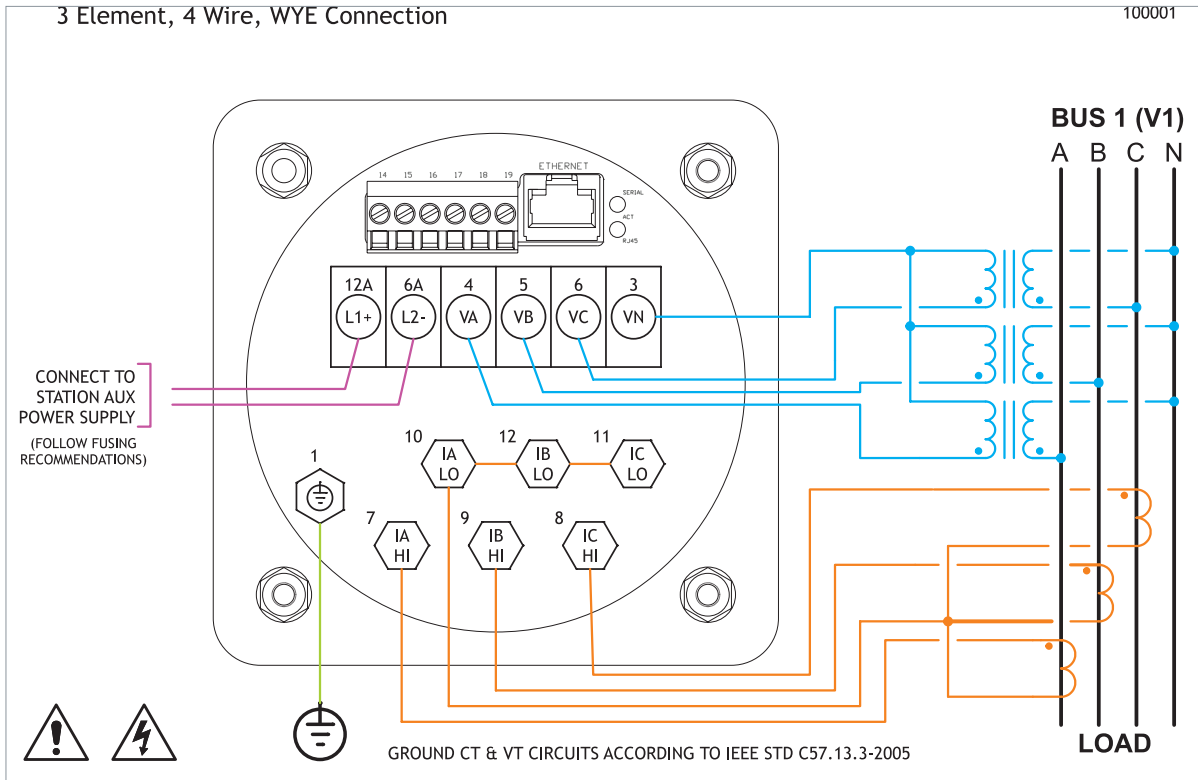 3 Element, 4 Wire, WYE Connection
100001
BUS 1 (V1)
A B C N
ETHERNET
14 15 16 17 18 19
SERIAL
ACT
RJ45
12A 6A 4 5 6 3
L1+ L2- VA VB VC VN
CONNECT TO
STATION AUX
POWER SUPPLY
(FOLLOW FUSING
RECOMMENDATIONS)
10 12 11
IA
LO
IB
LO
IC
LO
1
7 9 8
IA
HI
IB
HI
IC
HI
LOAD
GROUND CT & VT CIRCUITS ACCORDING TO IEEE STD C57.13.3-2005